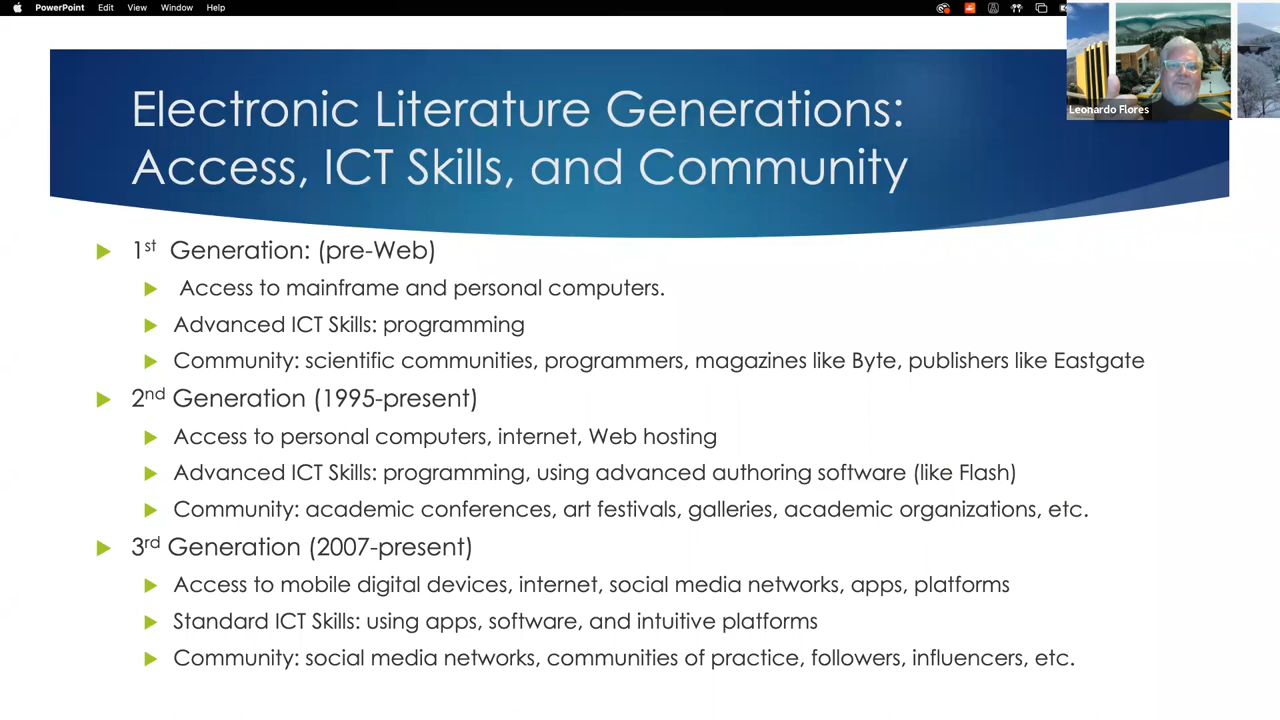 PowerPoint Edit View Window Help
Leonardo Flores
Electronic Literature Generations:
Access, ICT Skills, and Community
1st Generation: (pre-Web)
Access to mainframe and personal computers.
Advanced ICT Skills: programming
Community: scientific communities, programmers, magazines like Byte, publishers like Eastgate
2nd Generation (1995-present)
Access to personal computers, internet, Web hosting
Advanced ICT Skills: programming, using advanced authoring software (like Flash)
Community: academic conferences, art festivals, galleries, academic organizations, etc.
3rd Generation (2007-present)
Access to mobile digital devices, internet, social media networks, apps, platforms
Standard ICT Skills: using apps, software, and intuitive platforms
Community: social media networks, communities of practice, followers, influencers, etc.